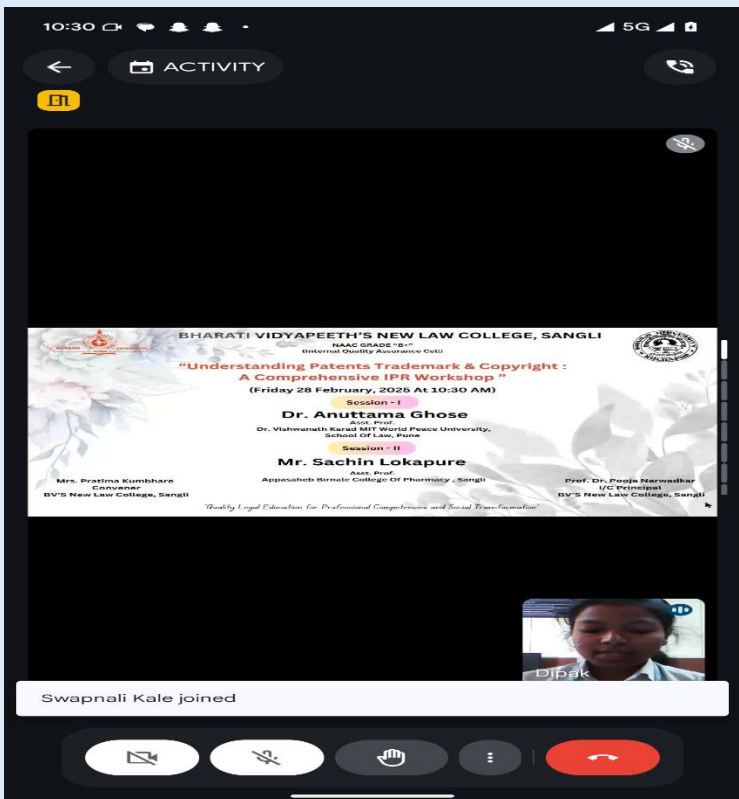 10:30
5G
ACTIVITY
BHARATI VIDYAPEETH'S NEW LAW COLLEGE, SANGLI
NAAC GRADE "B+"
(Internal Quality Assurance Cell)
"Understanding Patents Trademark & Copyright :
A Comprehensive IPR Workshop "
(Friday 28 February, 2025 At 10:30 AM)
Session - I
Dr. Anuttama Ghose
Asst. Prof.
Dr. Vishwanath Karad MIT World Peace University,
School Of Law, Pune
Session - II
Mr. Sachin Lokapure
Asst. Prof.
Appasaheb Birnale College Of Pharmacy , Sangli
Mrs. Pratima Kumbhare
Convener
BV'S New Law College, Sangli
Prof. Dr. Pooja Narwadkar
I/C Principal
BV'S New Law College, Sangli
"Quality Legal Education for Professional Competencies and Social Transformation"
Dipak
Swapnali Kale joined